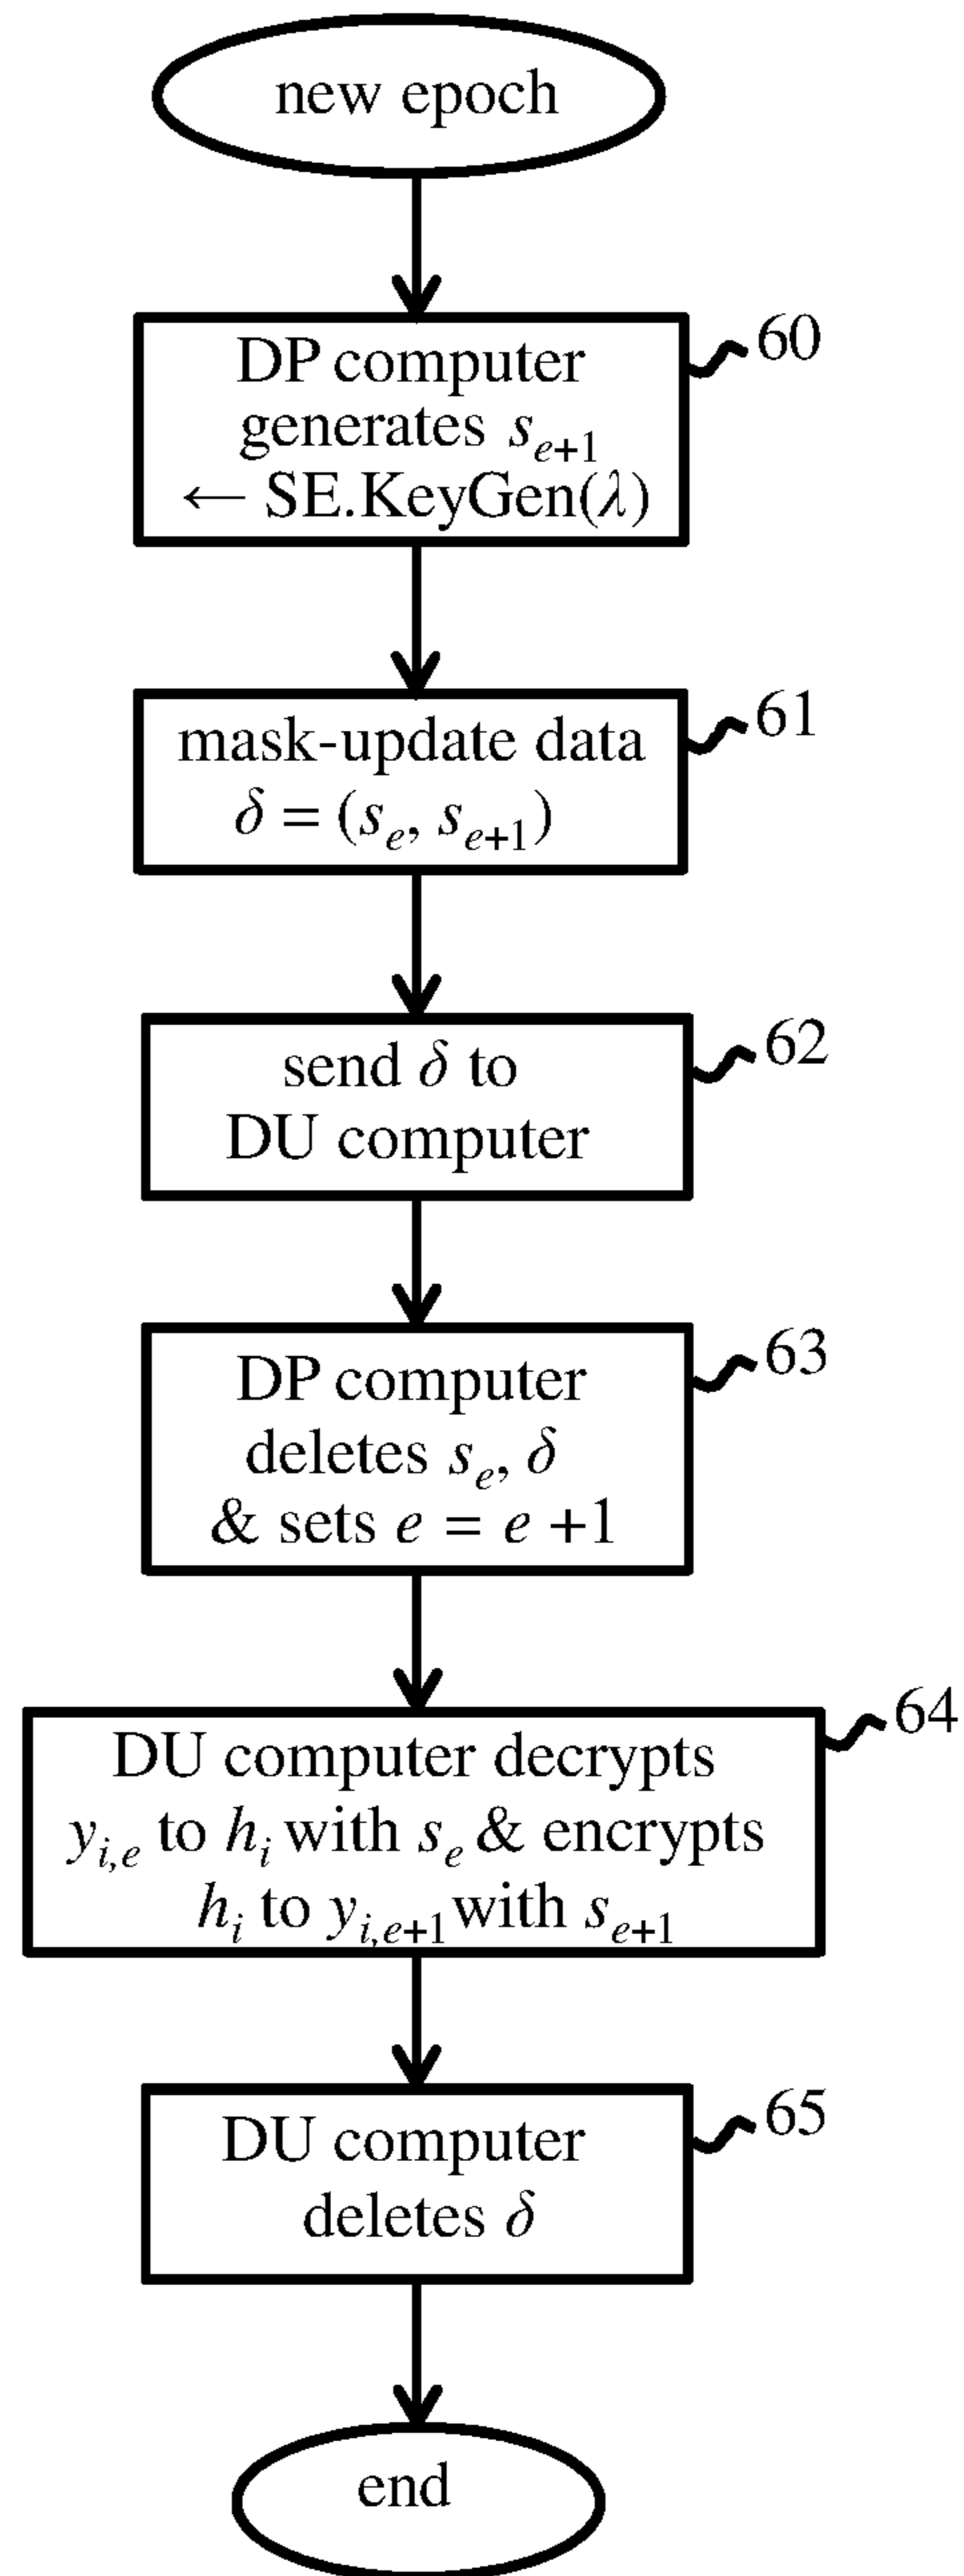 new epoch
60
DP computer
generates s_{e+1}
← SE.KeyGen(λ)
61
mask-update data
δ = (s_e, s_{e+1})
62
send δ to
DU computer
63
DP computer
deletes s_e, δ
& sets e = e +1
64
DU computer decrypts
y_{i,e} to h_i with s_e & encrypts
h_i to y_{i,e+1} with s_{e+1}
65
DU computer
deletes δ
end